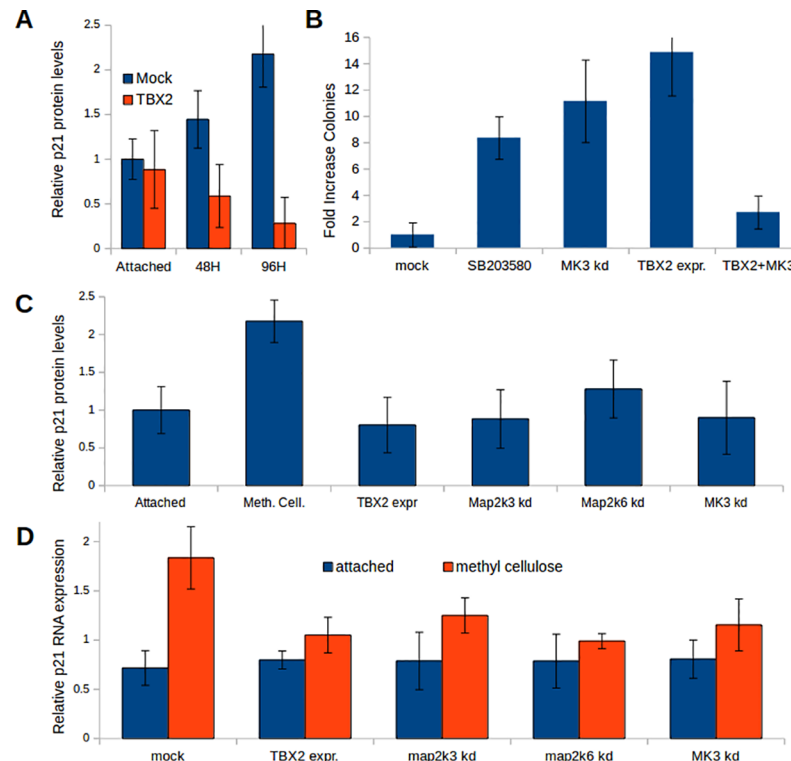 A
Relative p21 protein levels
2.5
2
1.5
1
0.5
0
Mock
TBX2
Attached 48H 96H
B
Fold Increase Colonies
16
14
12
10
8
6
4
2
0
mock SB203580 MK3 kd TBX2 expr. TBX2+MK3
C
Relative p21 protein levels
2.5
2
1.5
1
0.5
0
Attached Meth. Cell. TBX2 expr Map2k3 kd Map2k6 kd MK3 kd
D
Relative p21 RNA expression
2
1.5
1
0.5
0
attached methyl cellulose
mock TBX2 expr. map2k3 kd map2k6 kd MK3 kd